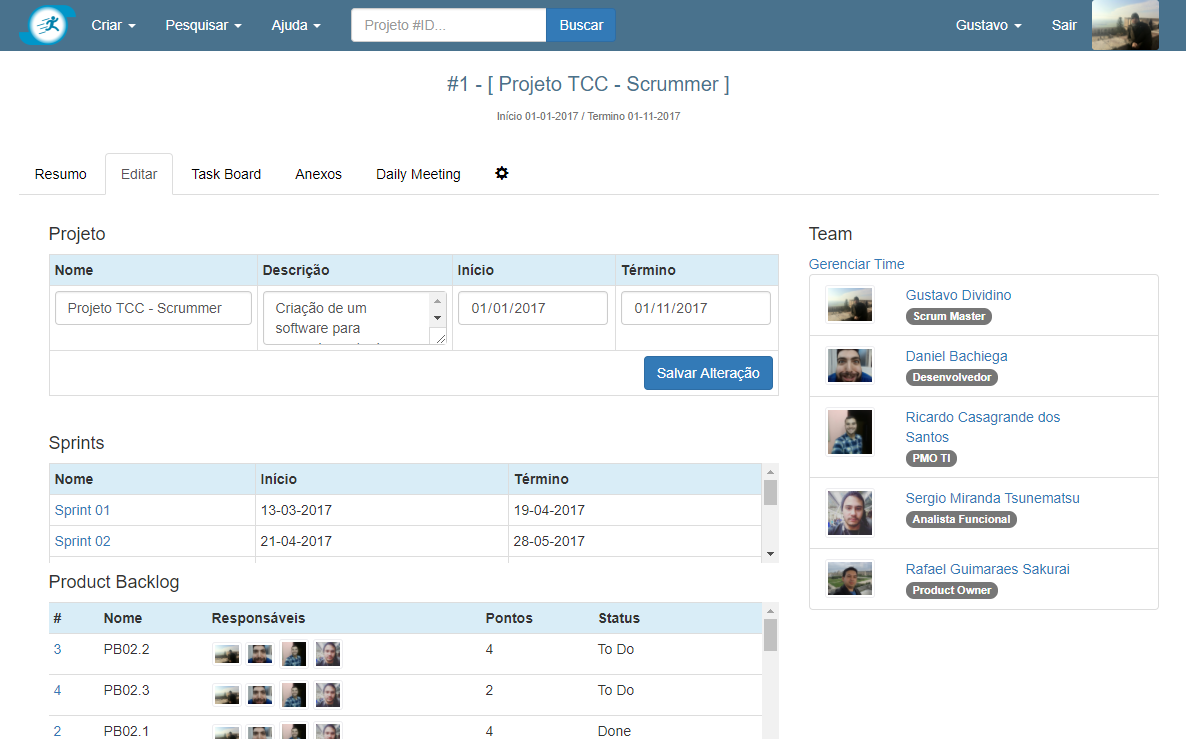 Criar Pesquisar Ajuda Projeto #ID... Buscar Gustavo Sair
#1 - [ Projeto TCC - Scrummer ]
Início 01-01-2017 / Termino 01-11-2017
Resumo Editar Task Board Anexos Daily Meeting
Projeto
Nome Descrição Início Término
Projeto TCC - Scrummer Criação de um 01/01/2017 01/11/2017
software para
Salvar Alteração
Sprints
Nome Início Término
Sprint 01 13-03-2017 19-04-2017
Sprint 02 21-04-2017 28-05-2017
Product Backlog
# Nome Responsáveis Pontos Status
3 PB02.2 4 To Do
4 PB02.3 2 To Do
2 PB02.1 4 Done
Team
Gerenciar Time
Gustavo Dividino
Scrum Master
Daniel Bachiega
Desenvolvedor
Ricardo Casagrande dos
Santos
PMO TI
Sergio Miranda Tsunematsu
Analista Funcional
Rafael Guimaraes Sakurai
Product Owner